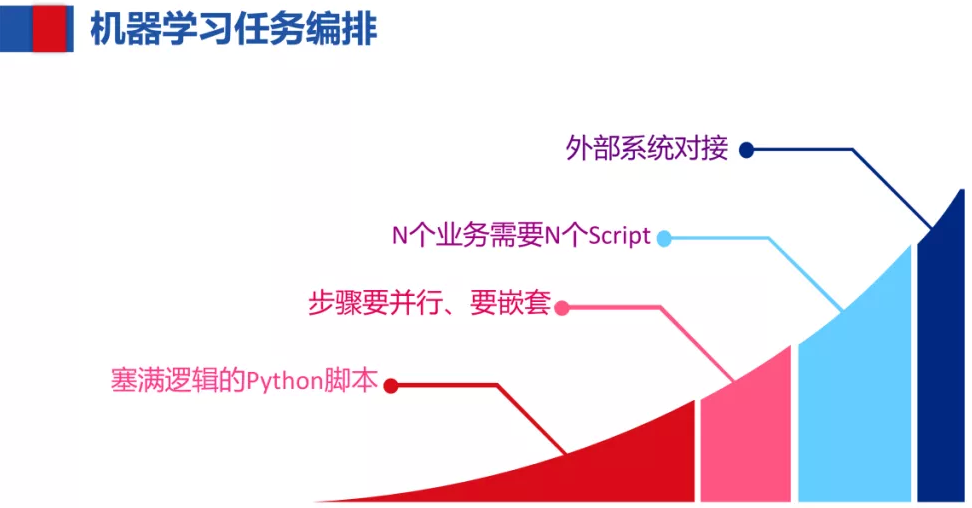 机器学习任务编排
外部系统对接
N个业务需要N个Script
步骤要并行、要嵌套
塞满逻辑的Python脚本